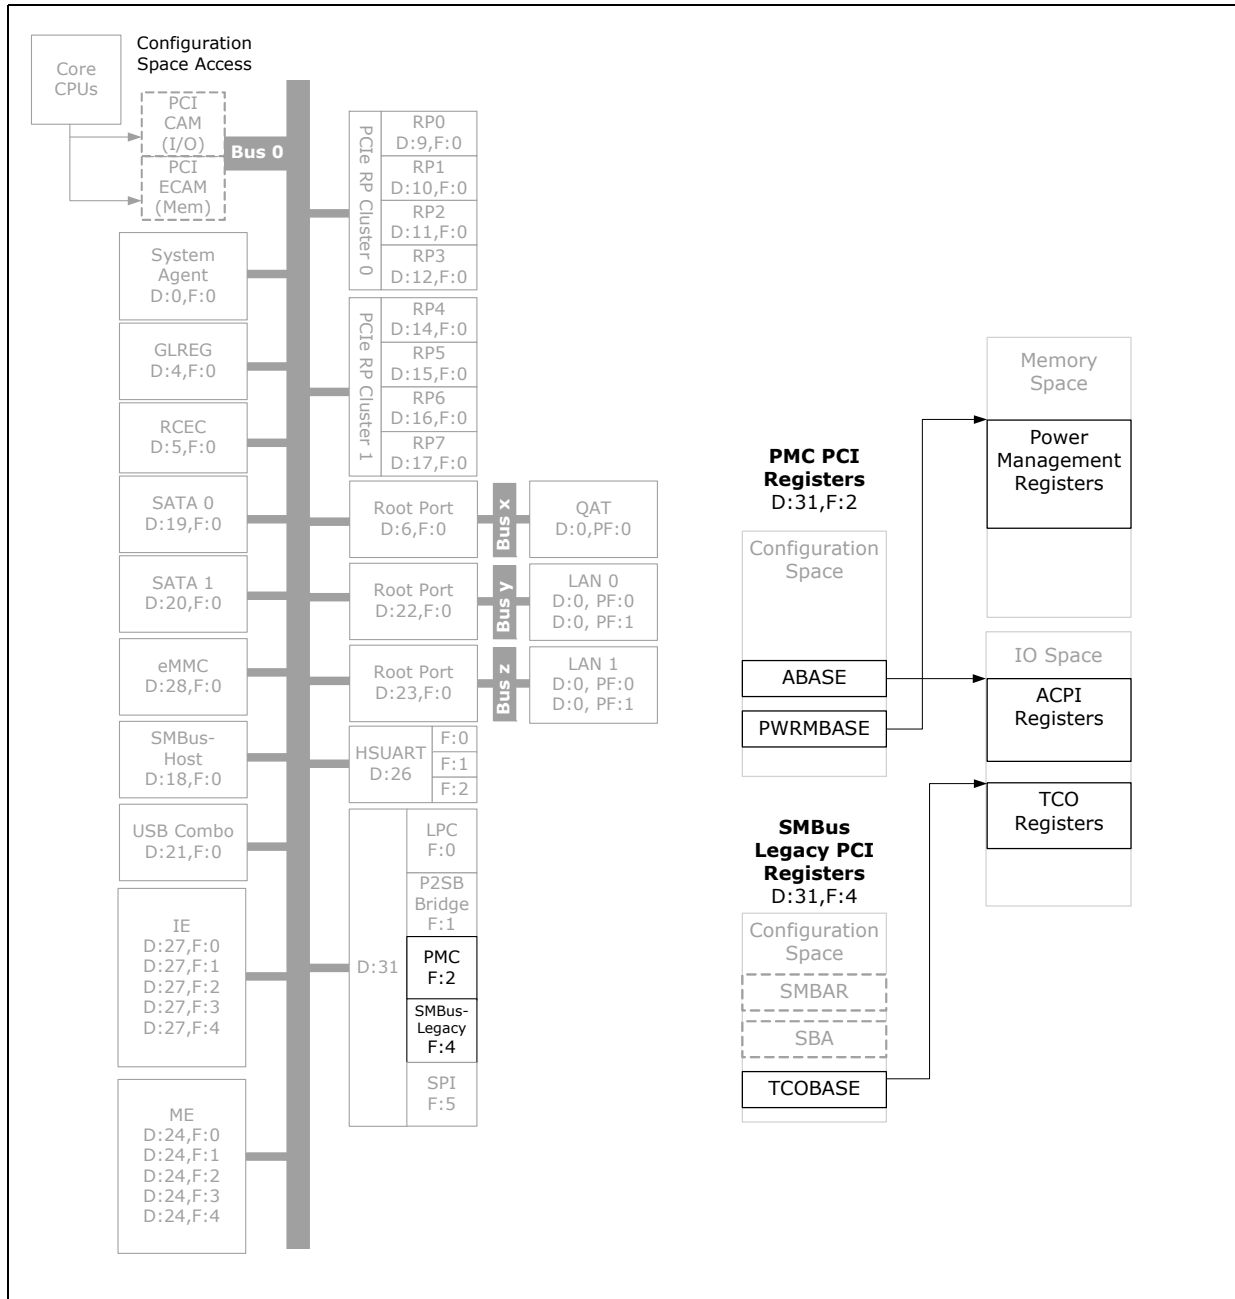 Configuration
Space Access
Core
CPUs
PCI
CAM
(I/O)
PCI
ECAM
(Mem)
Bus 0
System
Agent
D:0,F:0
GLREG
D:4,F:0
RCEC
D:5,F:0
SATA 0
D:19,F:0
SATA 1
D:20,F:0
eMMC
D:28,F:0
SMBus-
Host
D:18,F:0
USB Combo
D:21,F:0
IE
D:27,F:0
D:27,F:1
D:27,F:2
D:27,F:3
D:27,F:4
ME
D:24,F:0
D:24,F:1
D:24,F:2
D:24,F:3
D:24,F:4
PCIe RP Cluster 0
RP0
D:9,F:0
RP1
D:10,F:0
RP2
D:11,F:0
RP3
D:12,F:0
PCIe RP Cluster 1
RP4
D:14,F:0
RP5
D:15,F:0
RP6
D:16,F:0
RP7
D:17,F:0
Root Port
D:6,F:0
Bus x
QAT
D:0,PF:0
Root Port
D:22,F:0
Bus y
LAN 0
D:0, PF:0
D:0, PF:1
Root Port
D:23,F:0
Bus z
LAN 1
D:0, PF:0
D:0, PF:1
HSUART
D:26
F:0
F:1
F:2
D:31
LPC
F:0
P2SB
Bridge
F:1
PMC
F:2
SMBus-
Legacy
F:4
SPI
F:5
PMC PCI
Registers
D:31,F:2
Configuration
Space
ABASE
PWRMBASE
SMBus
Legacy PCI
Registers
D:31,F:4
Configuration
Space
SMBAR
SBA
TCOBASE
Memory
Space
Power
Management
Registers
IO Space
ACPI
Registers
TCO
Registers